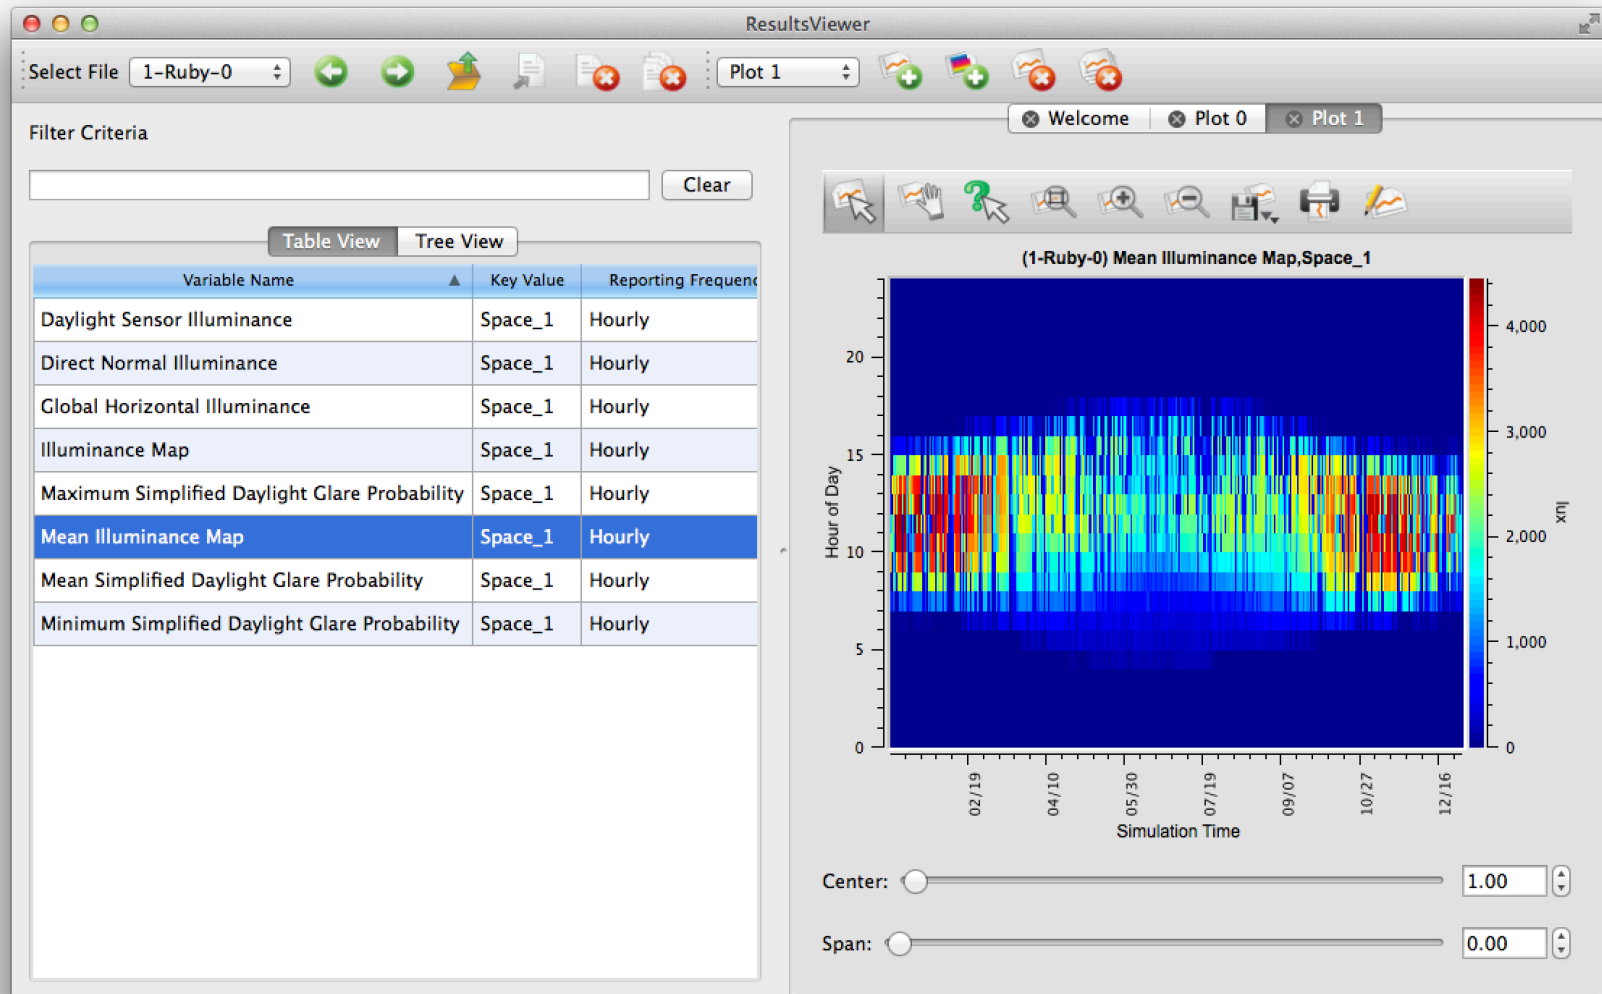 ResultsViewer
Select File 1-Ruby-0 Plot 1
Filter Criteria
Clear
Table View Tree View
Variable Name Key Value Reporting Frequenc
Daylight Sensor Illuminance Space_1 Hourly
Direct Normal Illuminance Space_1 Hourly
Global Horizontal Illuminance Space_1 Hourly
Illuminance Map Space_1 Hourly
Maximum Simplified Daylight Glare Probability Space_1 Hourly
Mean Illuminance Map Space_1 Hourly
Mean Simplified Daylight Glare Probability Space_1 Hourly
Minimum Simplified Daylight Glare Probability Space_1 Hourly
Welcome Plot 0 Plot 1
(1-Ruby-0) Mean Illuminance Map,Space_1
Hour of Day
20
15
10
5
0
4,000
3,000
2,000
1,000
0
lux
02/19 04/10 05/30 07/19 09/07 10/27 12/16
Simulation Time
Center: 1.00
Span: 0.00